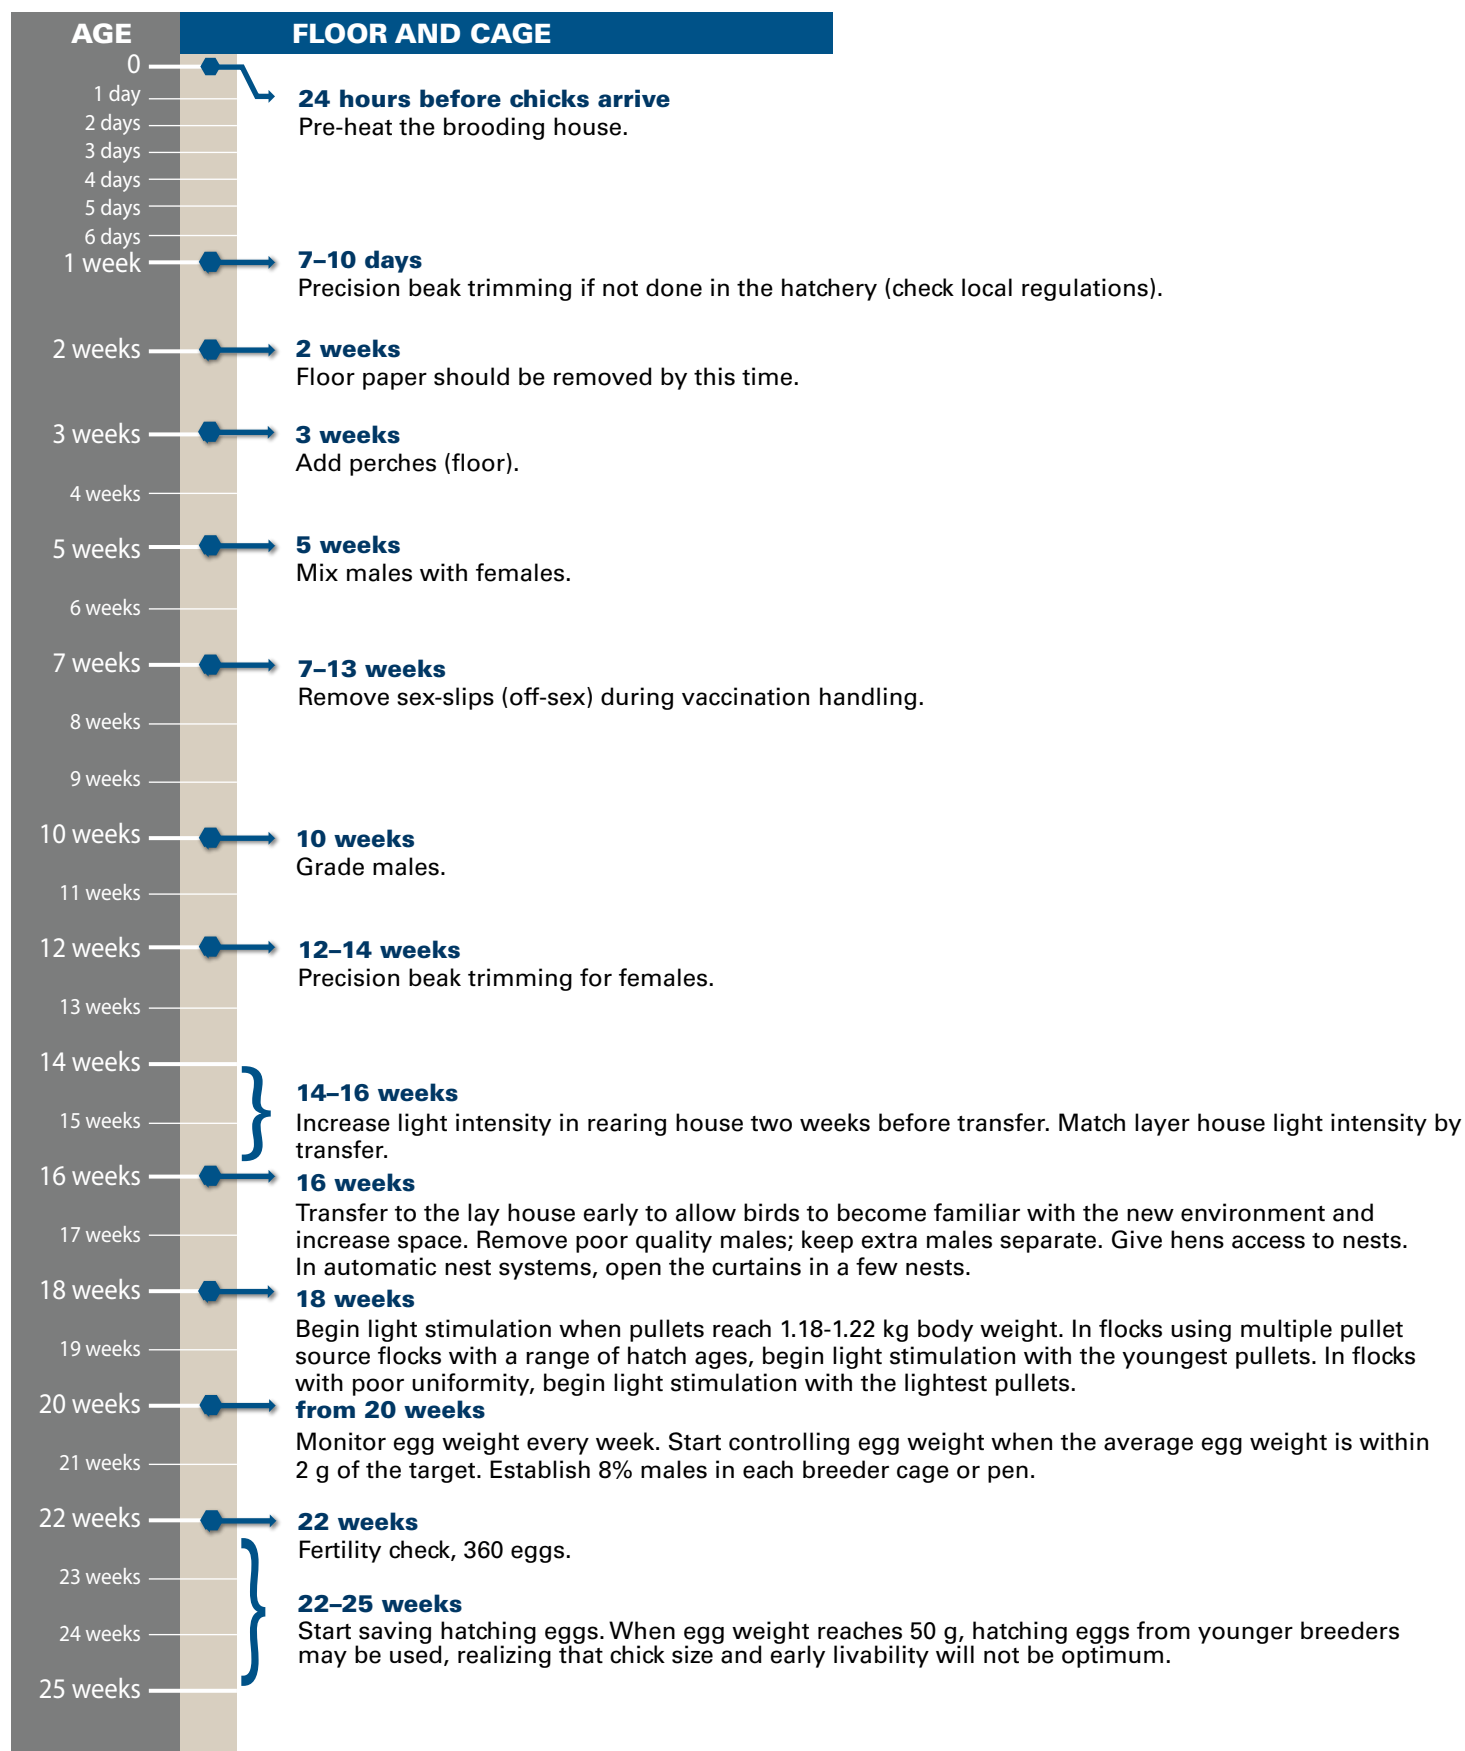 AGE
FLOOR AND CAGE
0
1 day
24 hours before chicks arrive
Pre-heat the brooding house.
2 days
3 days
4 days
5 days
6 days
1 week
7–10 days
Precision beak trimming if not done in the hatchery (check local regulations).
2 weeks
2 weeks
Floor paper should be removed by this time.
3 weeks
3 weeks
Add perches (floor).
4 weeks
5 weeks
5 weeks
Mix males with females.
6 weeks
7 weeks
7–13 weeks
Remove sex-slips (off-sex) during vaccination handling.
8 weeks
9 weeks
10 weeks
10 weeks
Grade males.
11 weeks
12 weeks
12–14 weeks
Precision beak trimming for females.
13 weeks
14 weeks
14–16 weeks
Increase light intensity in rearing house two weeks before transfer. Match layer house light intensity by
transfer.
15 weeks
16 weeks
16 weeks
Transfer to the lay house early to allow birds to become familiar with the new environment and
increase space. Remove poor quality males; keep extra males separate. Give hens access to nests.
In automatic nest systems, open the curtains in a few nests.
17 weeks
18 weeks
18 weeks
Begin light stimulation when pullets reach 1.18-1.22 kg body weight. In flocks using multiple pullet
source flocks with a range of hatch ages, begin light stimulation with the youngest pullets. In flocks
with poor uniformity, begin light stimulation with the lightest pullets.
19 weeks
20 weeks
from 20 weeks
Monitor egg weight every week. Start controlling egg weight when the average egg weight is within
2 g of the target. Establish 8% males in each breeder cage or pen.
21 weeks
22 weeks
22 weeks
Fertility check, 360 eggs.
23 weeks
22–25 weeks
Start saving hatching eggs. When egg weight reaches 50 g, hatching eggs from younger breeders
may be used, realizing that chick size and early livability will not be optimum.
24 weeks
25 weeks